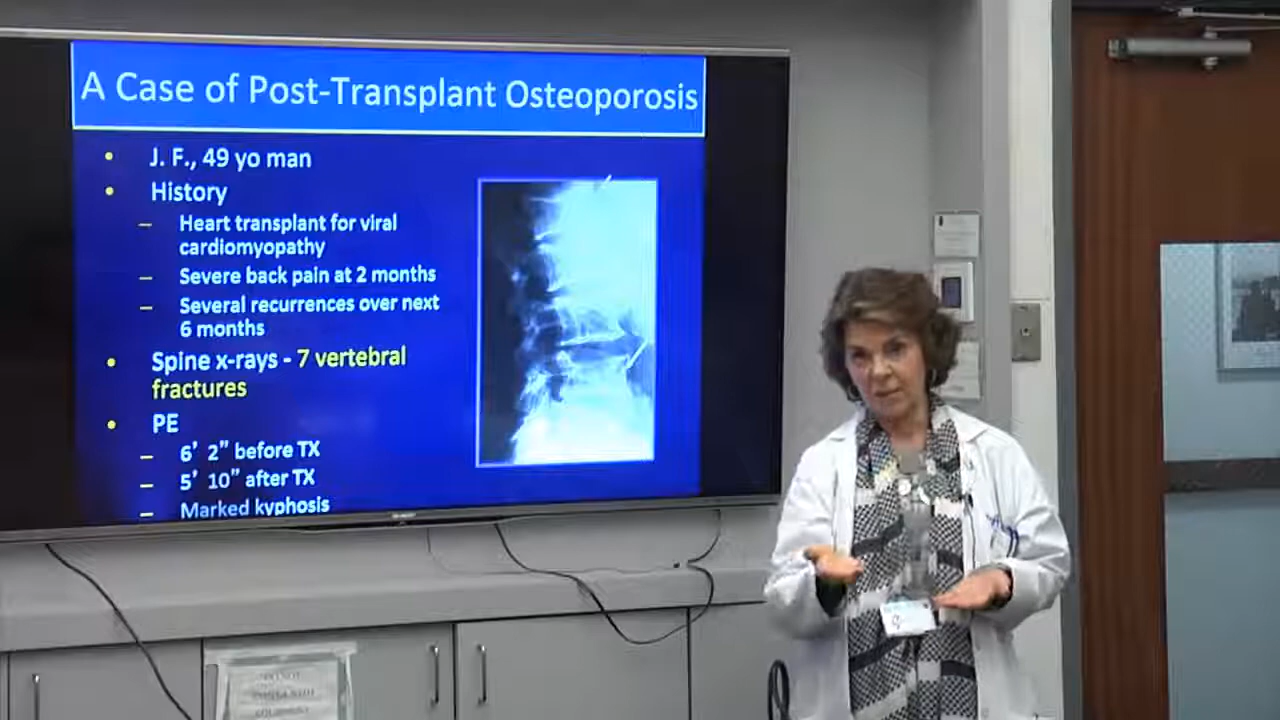 A Case of Post-Transplant Osteoporosis
• J. F., 49 yo man
• History
– Heart transplant for viral
cardiomyopathy
– Severe back pain at 2 months
– Several recurrences over next
6 months
• Spine x-rays - 7 vertebral
fractures
• PE
– 6' 2" before TX
– 5' 10" after TX
– Marked kyphosis